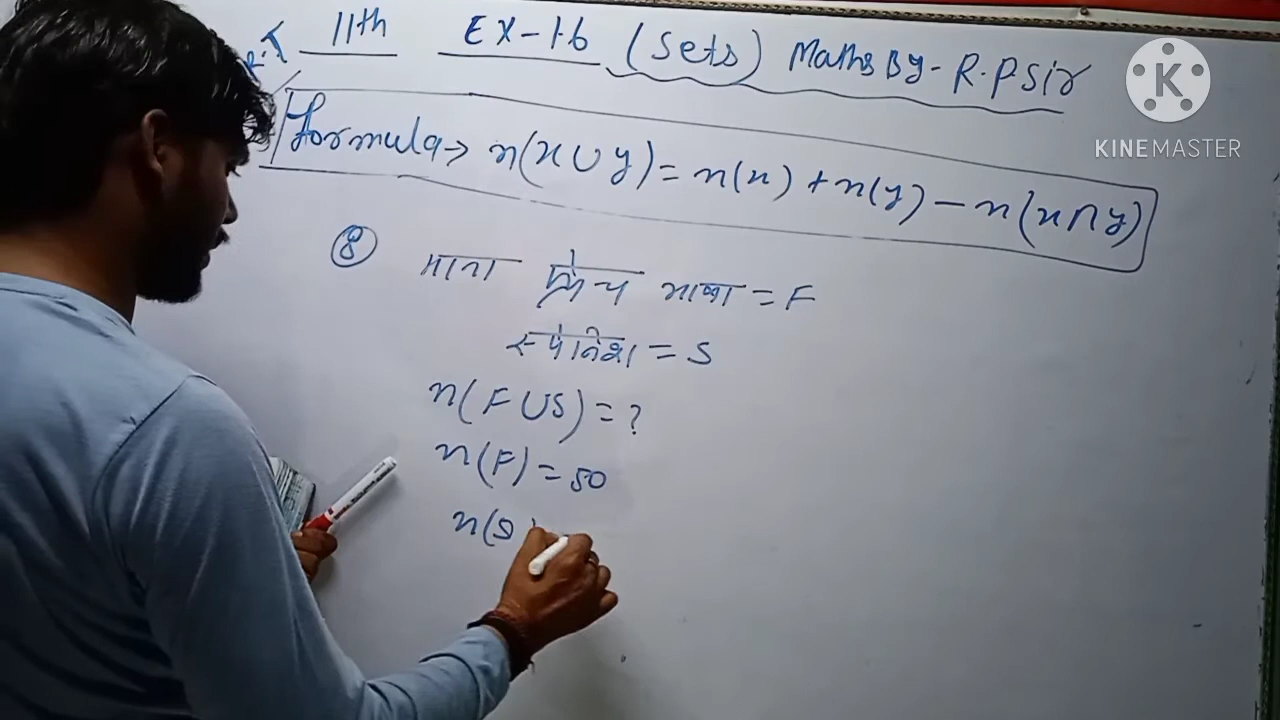 11th EX-1.6 (Sets) Maths By- R.P Sir
Formula→ n(x∪y) = n(x) + n(y) - n(x∩y)
⑧ माना फ्रेंच भाषा = F
स्पेनिश = S
n(F∪S) = ?
n(F) = 50
n(S)
K
KINEMASTER